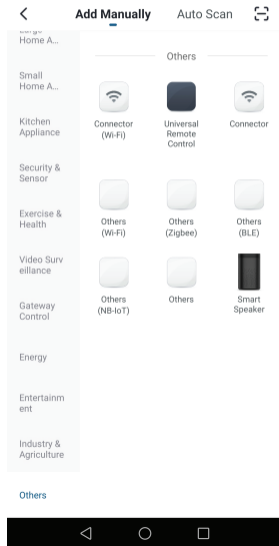 Add Manually
Auto Scan
Home A...
Small
Home A...
Kitchen
Appliance
Security &
Sensor
Exercise &
Health
Video Surv
eillance
Gateway
Control
Energy
Entertainm
ent
Industry &
Agriculture
Others
Others
Connector
(Wi-Fi)
Universal
Remote
Control
Connector
Others
(Wi-Fi)
Others
(Zigbee)
Others
(BLE)
Others
(NB-IoT)
Others
Smart
Speaker